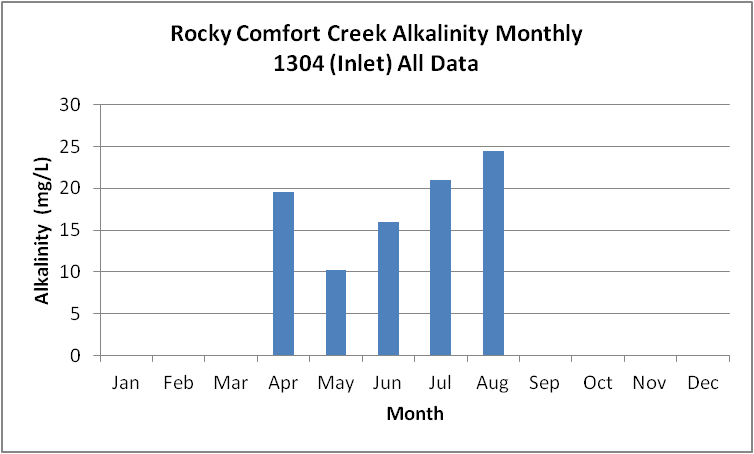 Rocky Comfort Creek Alkalinity Monthly
1304 (Inlet) All Data
Alkalinity (mg/L)
30
25
20
15
10
5
0
Jan Feb Mar Apr May Jun Jul Aug Sep Oct Nov Dec
Month